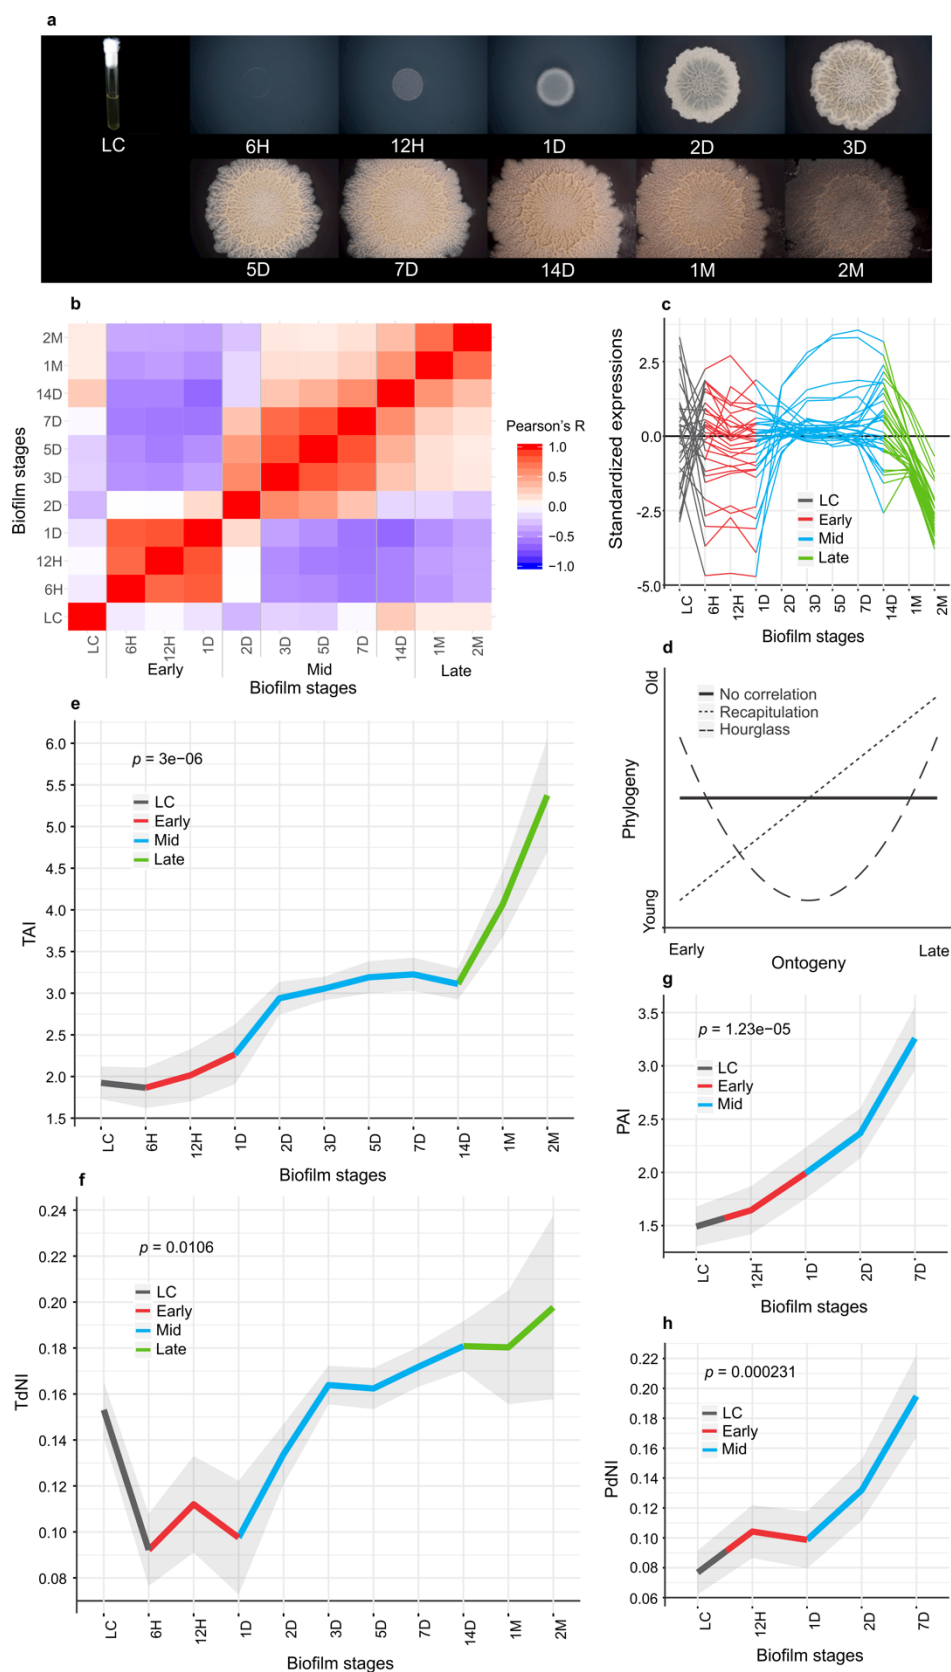 a
LC
6H
12H
1D
2D
3D
5D
7D
14D
1M
2M
b
2M
1M
14D
7D
5D
3D
2D
1D
12H
6H
LC
Biofilm stages
LC
6H
12H
1D
2D
3D
5D
7D
14D
1M
2M
Early
Mid
Late
Biofilm stages
Pearson's R
1.0
0.5
0.0
−0.5
−1.0
c
Standardized expressions
2.5
0.0
-2.5
-5.0
LC
Early
Mid
Late
LC
6H
12H
1D
2D
3D
5D
7D
14D
1M
2M
Biofilm stages
d
Old
Phylogeny
Young
No correlation
Recapitulation
Hourglass
Early
Late
Ontogeny
e
TAI
6.0
5.5
5.0
4.5
4.0
3.5
3.0
2.5
2.0
1.5
p = 3e−06
LC
Early
Mid
Late
LC
6H
12H
1D
2D
3D
5D
7D
14D
1M
2M
Biofilm stages
g
PAI
3.5
3.0
2.5
2.0
1.5
p = 1.23e−05
LC
Early
Mid
LC
12H
1D
2D
7D
Biofilm stages
f
TdNI
0.24
0.22
0.20
0.18
0.16
0.14
0.12
0.10
0.08
p = 0.0106
LC
Early
Mid
Late
LC
6H
12H
1D
2D
3D
5D
7D
14D
1M
2M
Biofilm stages
h
PdNI
0.22
0.20
0.18
0.16
0.14
0.12
0.10
0.08
0.06
p = 0.000231
LC
Early
Mid
LC
12H
1D
2D
7D
Biofilm stages